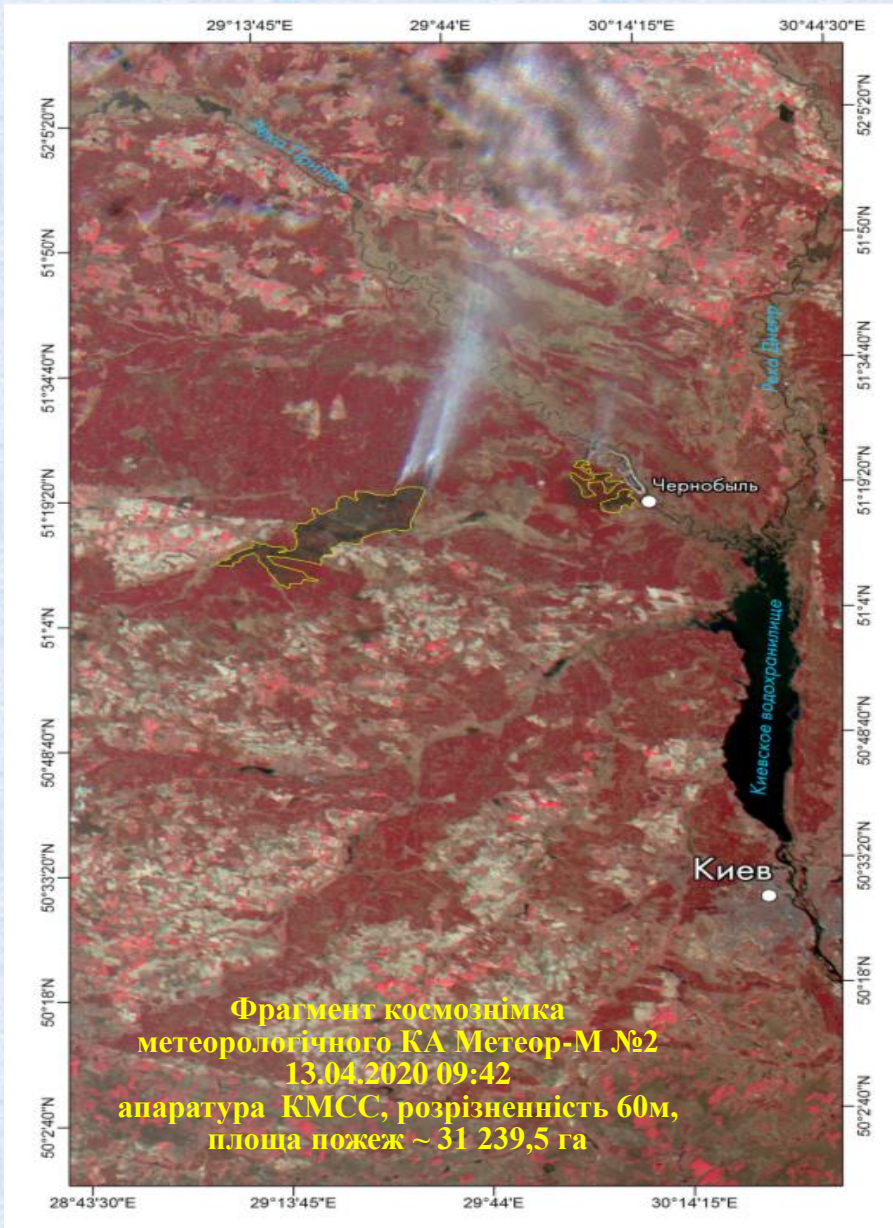 29°13'45"E 29°44'E 30°14'15"E 30°44'30"E
52°5'20"N
52°5'20"N
Река Припять
51°50'N
51°50'N
Река Днепр
51°34'40"N
51°34'40"N
51°19'20"N
51°19'20"N
Чернобыль
51°4'N
51°4'N
Киевское водохранилище
50°48'40"N
50°48'40"N
50°33'20"N
50°33'20"N
Киев
50°18'N
50°18'N
Фрагмент космознімка
метеорологічного КА Метеор-М №2
13.04.2020 09:42
апаратура КМСС, розрізненність 60м,
площа пожеж ~ 31 239,5 га
50°2'40"N
50°2'40"N
28°43'30"E 29°13'45"E 29°44'E 30°14'15"E